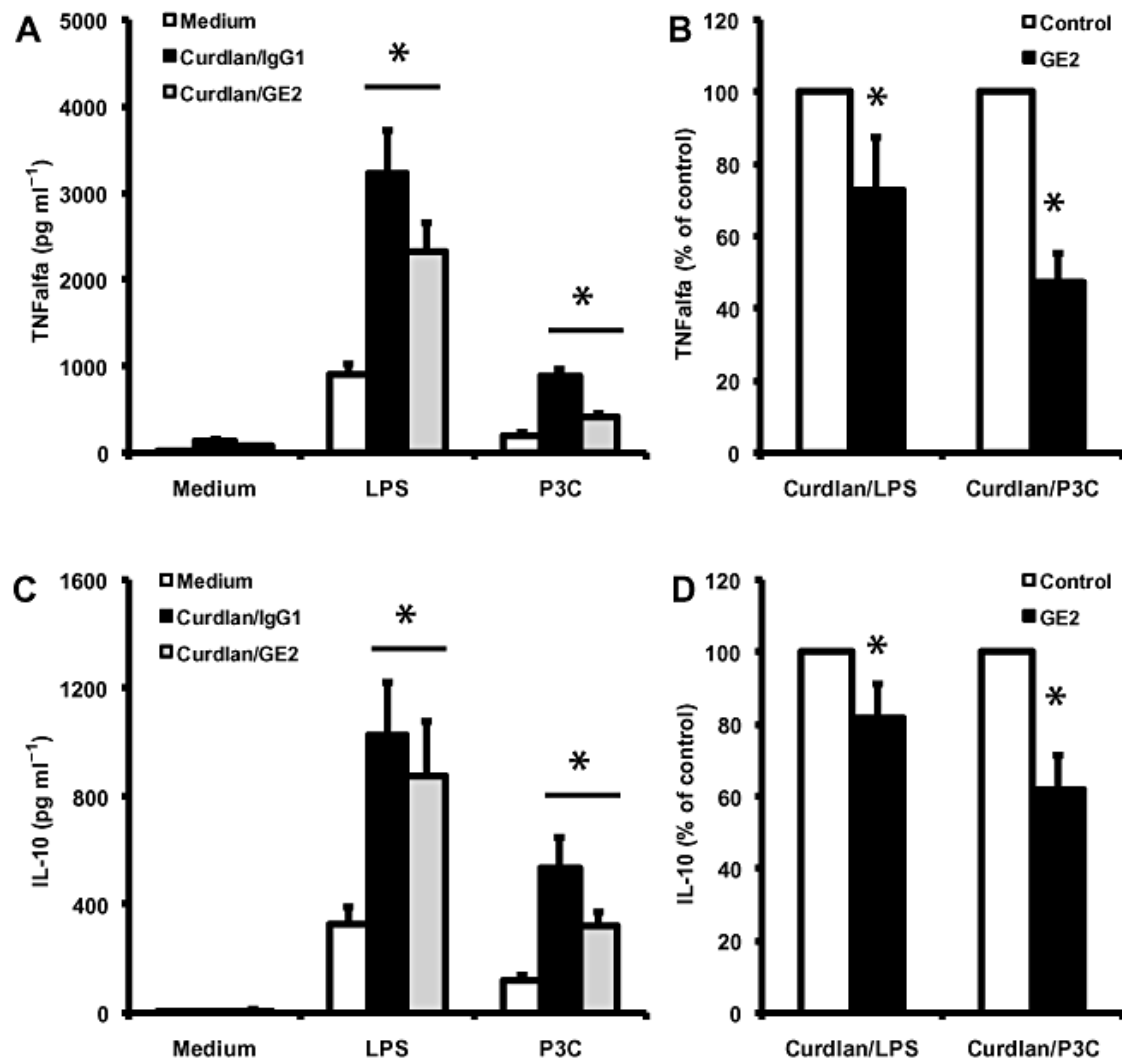 A
Medium
Curdlan/IgG1
Curdlan/GE2
*
*
5000
4000
3000
2000
1000
0
TNFalfa (pg ml⁻¹)
Medium LPS P3C
B
Control
GE2
*
*
120
100
80
60
40
20
0
TNFalfa (% of control)
Curdlan/LPS Curdlan/P3C
C
Medium
Curdlan/IgG1
Curdlan/GE2
*
*
1600
1200
800
400
0
IL-10 (pg ml⁻¹)
Medium LPS P3C
D
Control
GE2
*
*
120
100
80
60
40
20
0
IL-10 (% of control)
Curdlan/LPS Curdlan/P3C